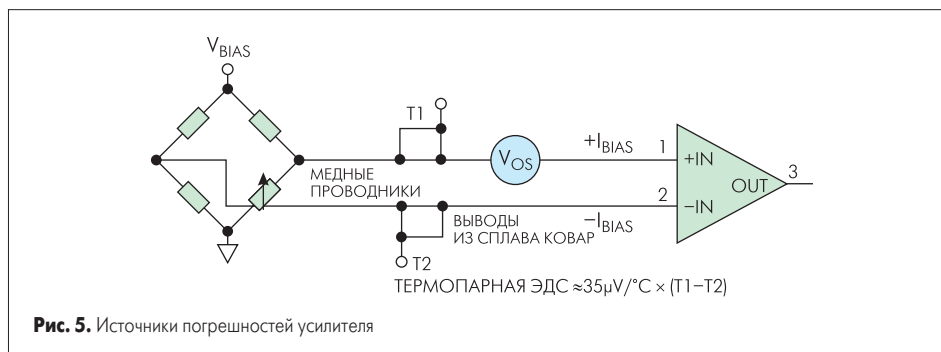 V_BIAS
T1
V_OS
+I_BIAS
1
+IN
OUT
3
МЕДНЫЕ
ПРОВОДНИКИ
2
−IN
−I_BIAS
ВЫВОДЫ
ИЗ СПЛАВА КОВАР
T2
ТЕРМОПАРНАЯ ЭДС ≈35µV/°C × (T1−T2)
Рис. 5. Источники погрешностей усилителя